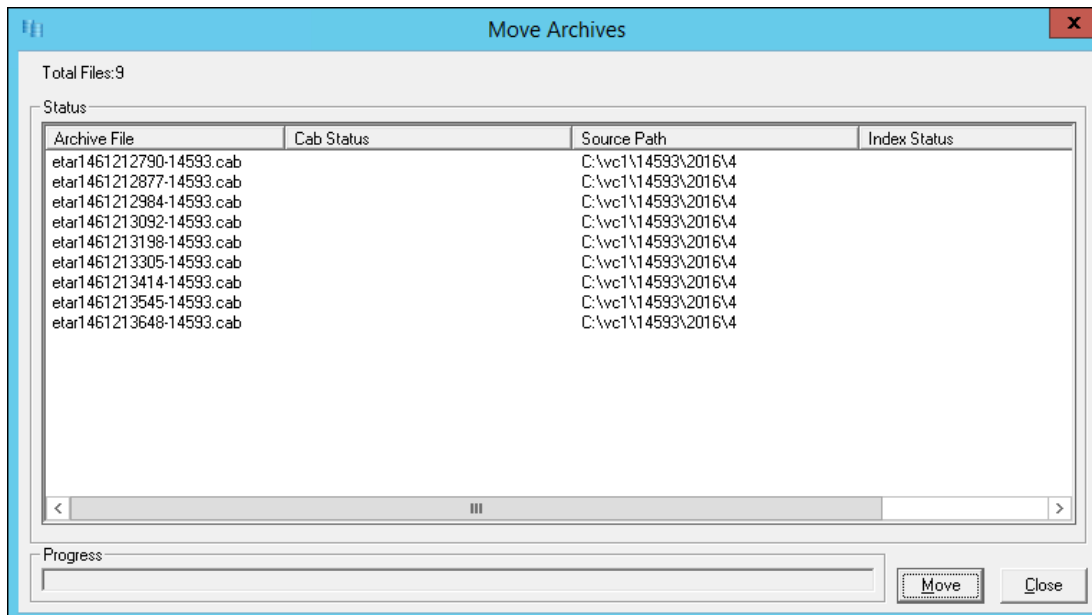 Move Archives
x
Total Files:9
Status
Archive File Cab Status Source Path Index Status
etar1461212790-14593.cab C:\vc1\14593\2016\4
etar1461212877-14593.cab C:\vc1\14593\2016\4
etar1461212984-14593.cab C:\vc1\14593\2016\4
etar1461213092-14593.cab C:\vc1\14593\2016\4
etar1461213198-14593.cab C:\vc1\14593\2016\4
etar1461213305-14593.cab C:\vc1\14593\2016\4
etar1461213414-14593.cab C:\vc1\14593\2016\4
etar1461213545-14593.cab C:\vc1\14593\2016\4
etar1461213648-14593.cab C:\vc1\14593\2016\4
Progress
Move Close